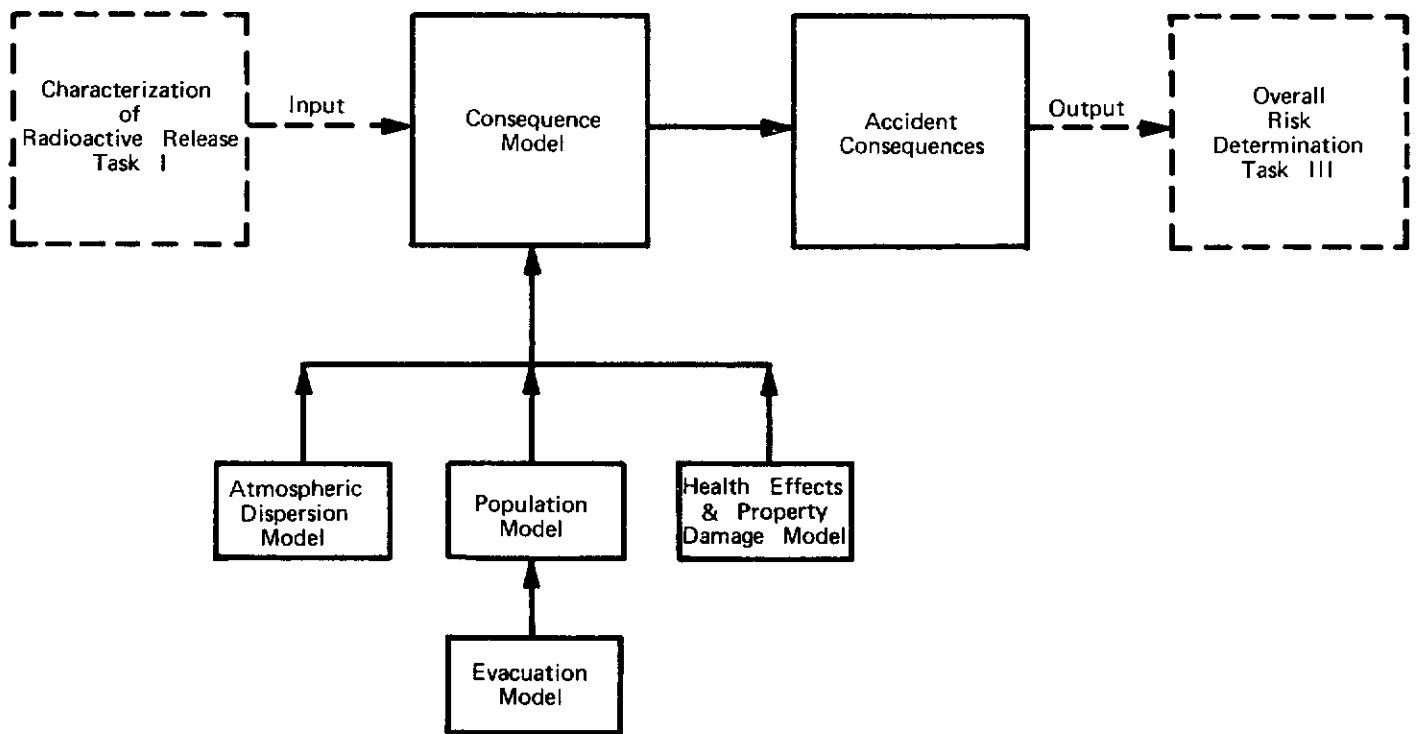 Characterization
of
Radioactive Release
Task I
Input
Consequence
Model
Accident
Consequences
Output
Overall
Risk
Determination
Task III
Atmospheric
Dispersion
Model
Population
Model
Health Effects
& Property
Damage Model
Evacuation
Model